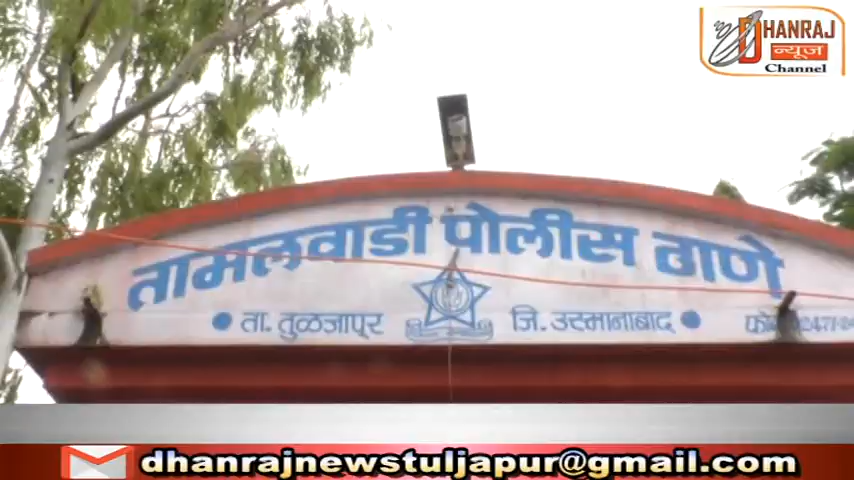 DHANRAJ
न्यूज
Channel
तामलवाडी पोलीस ठाणे
ता. तुळजापूर जि. उस्मानाबाद
dhanrajnewstuljapur@gmail.com